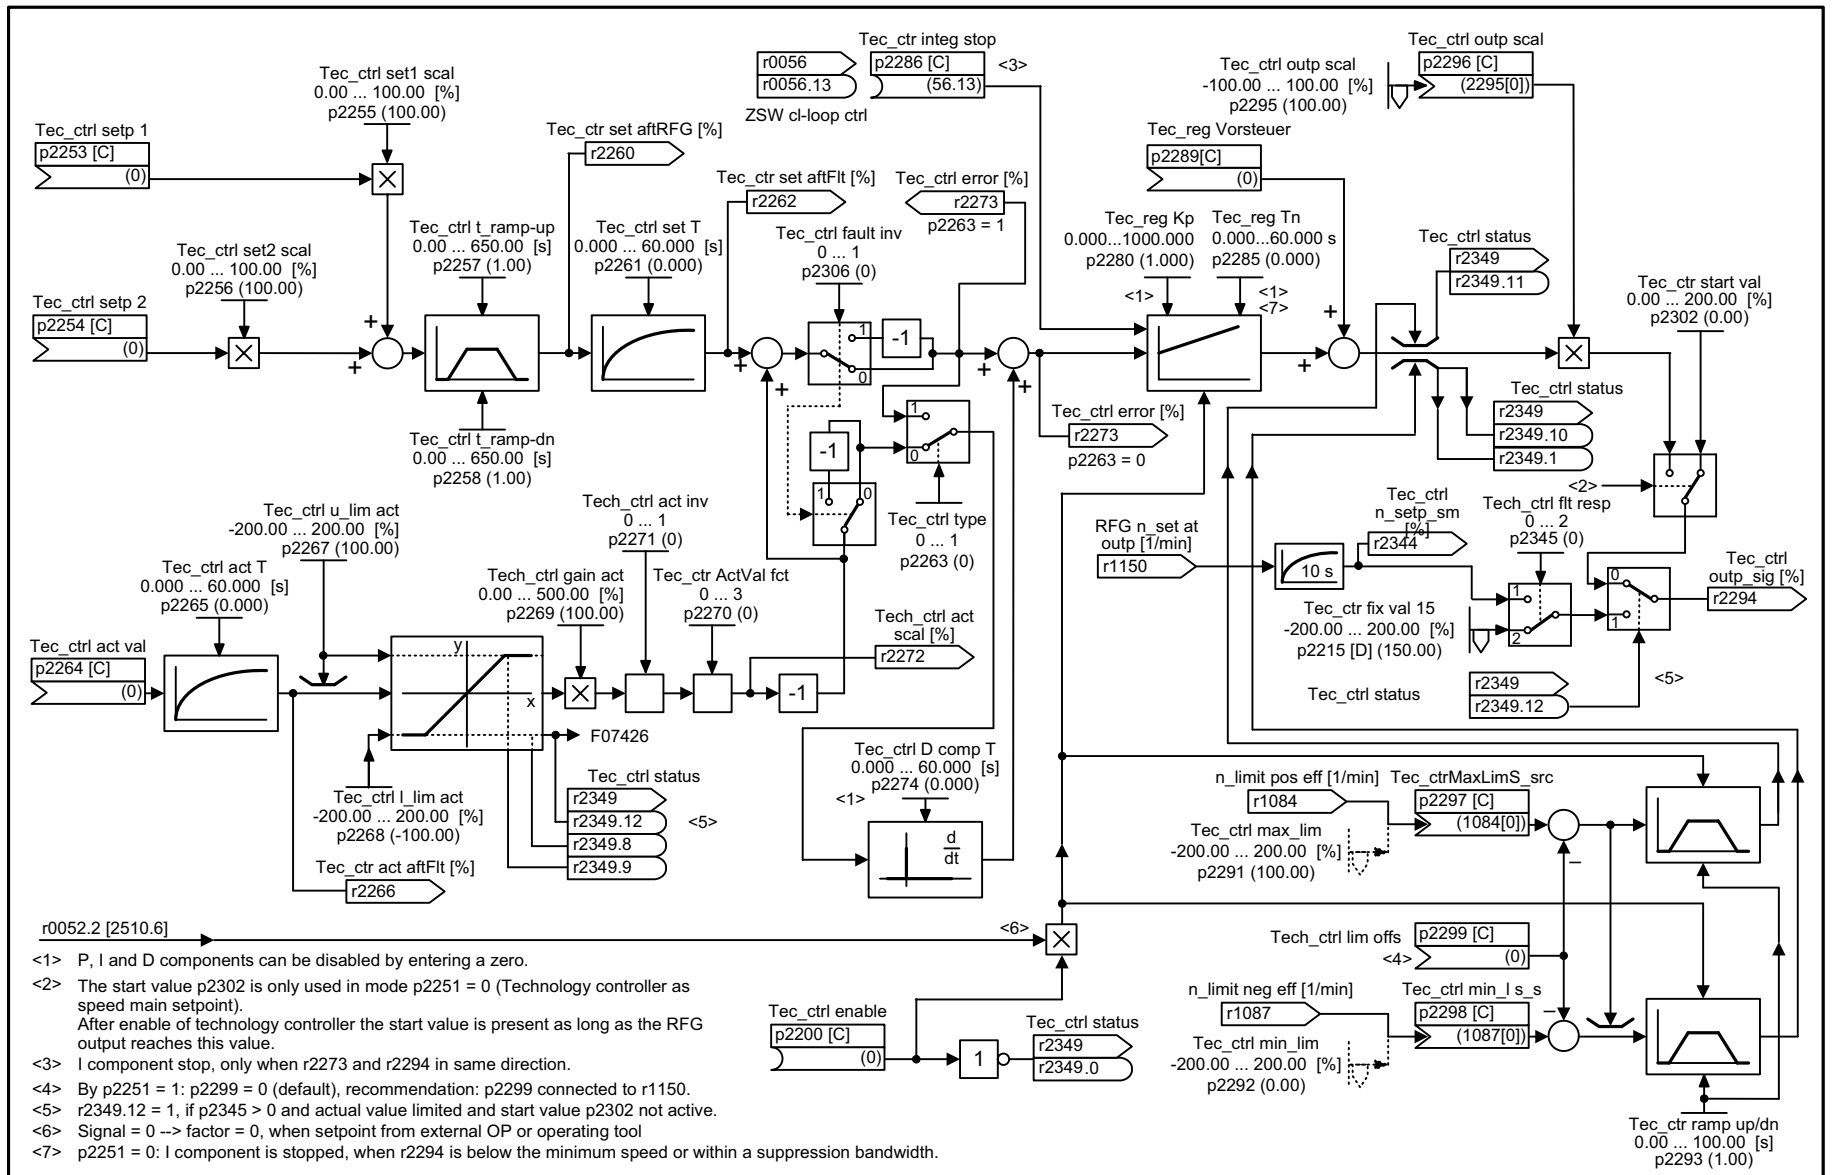 Tec_ctrl set1 scal
0.00 ... 100.00 [%]
p2255 (100.00)
Tec_ctrl setp 1
p2253 [C]
(0)
Tec_ctrl set2 scal
0.00 ... 100.00 [%]
p2256 (100.00)
Tec_ctrl setp 2
p2254 [C]
(0)
+
+
Tec_ctrl t_ramp-up
0.00 ... 650.00 [s]
p2257 (1.00)
Tec_ctrl t_ramp-dn
0.00 ... 650.00 [s]
p2258 (1.00)
Tec_ctr set aftRFG [%]
r2260
Tec_ctrl set T
0.000 ... 60.000 [s]
p2261 (0.000)
Tec_ctr set aftFlt [%]
r2262
+
+
r0056
r0056.13
ZSW cl-loop ctrl
Tec_ctr integ stop
p2286 [C]
(56.13)
<3>
Tec_ctrl error [%]
r2273
p2263 = 1
Tec_ctrl fault inv
0 ... 1
p2306 (0)
1
0
-1
+
+
-1
1
0
1
0
Tec_ctrl type
0 ... 1
p2263 (0)
Tec_ctrl error [%]
r2273
p2263 = 0
Tec_reg Kp
0.000...1000.000
p2280 (1.000)
<1>
Tec_reg Tn
0.000...60.000 s
p2285 (0.000)
<1>
<7>
Tec_reg Vorsteuer
p2289[C]
(0)
+
+
Tec_ctrl outp scal
-100.00 ... 100.00 [%]
p2295 (100.00)
Tec_ctrl outp scal
p2296 [C]
(2295[0])
Tec_ctrl status
r2349
r2349.11
Tec_ctrl status
r2349
r2349.10
r2349.1
Tec_ctr start val
0.00 ... 200.00 [%]
p2302 (0.00)
<2>
Tec_ctrl u_lim act
-200.00 ... 200.00 [%]
p2267 (100.00)
Tec_ctrl act T
0.000 ... 60.000 [s]
p2265 (0.000)
Tec_ctrl act val
p2264 [C]
(0)
y
x
Tec_ctrl l_lim act
-200.00 ... 200.00 [%]
p2268 (-100.00)
Tec_ctr act aftFlt [%]
r2266
F07426
Tec_ctrl status
r2349
r2349.12
r2349.8
r2349.9
<5>
Tech_ctrl gain act
0.00 ... 500.00 [%]
p2269 (100.00)
Tech_ctrl act inv
0 ... 1
p2271 (0)
Tec_ctr ActVal fct
0 ... 3
p2270 (0)
-1
Tech_ctrl act
scal [%]
r2272
Tec_ctrl D comp T
0.000 ... 60.000 [s]
p2274 (0.000)
<1>
d
dt
RFG n_set at
outp [1/min]
r1150
10 s
Tec_ctrl
n_setp_sm
[%]
r2344
Tec_ctr fix val 15
-200.00 ... 200.00 [%]
p2215 [D] (150.00)
Tech_ctrl flt resp
0 ... 2
p2345 (0)
1
2
0
1
Tec_ctrl
outp_sig [%]
r2294
Tec_ctrl status
r2349
r2349.12
<5>
n_limit pos eff [1/min]
r1084
Tec_ctrMaxLimS_src
p2297 [C]
(1084[0])
Tec_ctrl max_lim
-200.00 ... 200.00 [%]
p2291 (100.00)
–
Tech_ctrl lim offs
<4>
p2299 [C]
(0)
n_limit neg eff [1/min]
r1087
Tec_ctrl min_l s_s
p2298 [C]
(1087[0])
–
Tec_ctrl min_lim
-200.00 ... 200.00 [%]
p2292 (0.00)
Tec_ctr ramp up/dn
0.00 ... 100.00 [s]
p2293 (1.00)
r0052.2 [2510.6]
<6>
Tec_ctrl enable
p2200 [C]
(0)
1
Tec_ctrl status
r2349
r2349.0
<1> P, I and D components can be disabled by entering a zero.
<2> The start value p2302 is only used in mode p2251 = 0 (Technology controller as
speed main setpoint).
After enable of technology controller the start value is present as long as the RFG
output reaches this value.
<3> I component stop, only when r2273 and r2294 in same direction.
<4> By p2251 = 1: p2299 = 0 (default), recommendation: p2299 connected to r1150.
<5> r2349.12 = 1, if p2345 > 0 and actual value limited and start value p2302 not active.
<6> Signal = 0 --> factor = 0, when setpoint from external OP or operating tool
<7> p2251 = 0: I component is stopped, when r2294 is below the minimum speed or within a suppression bandwidth.